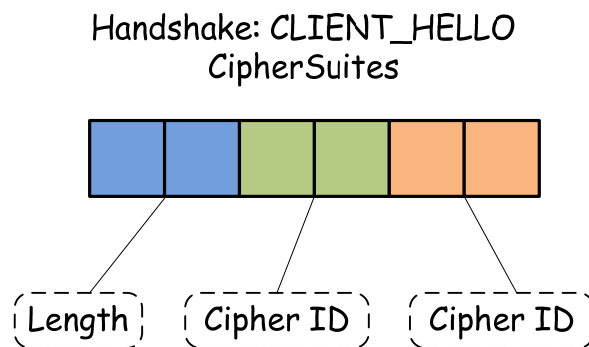 Handshake: CLIENT_HELLO
CipherSuites
Length
Cipher ID
Cipher ID